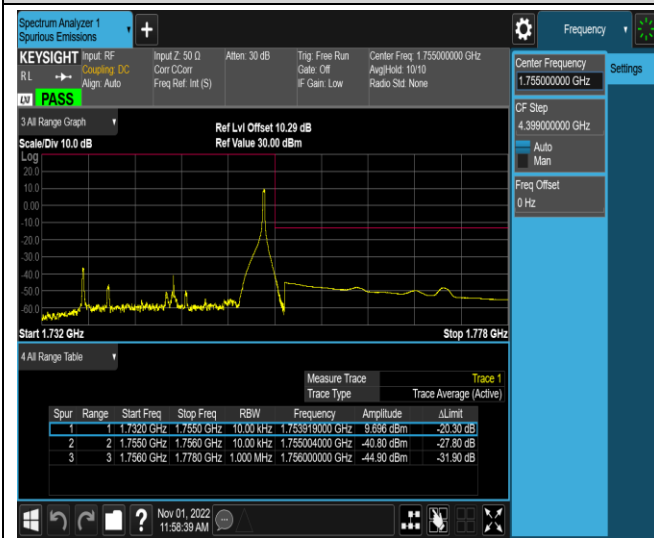 Spectrum Analyzer 1
Spurious Emissions
+
Frequency
KEYSIGHT
RL
LXI
PASS
Input: RF
Coupling: DC
Align: Auto
Input Z: 50 Ω
Corr CCorr
Freq Ref: Int (S)
Atten: 30 dB
Trig: Free Run
Gate: Off
IF Gain: Low
Center Freq: 1.755000000 GHz
Avg|Hold: 10/10
Radio Std: None
Center Frequency
1.755000000 GHz
Settings
CF Step
4.399000000 GHz
Auto
Man
Freq Offset
0 Hz
3 All Range Graph
Scale/Div 10.0 dB
Ref Lvl Offset 10.29 dB
Ref Value 30.00 dBm
Log
20.0
10.0
0.00
-10.0
-20.0
-30.0
-40.0
-50.0
-60.0
Start 1.732 GHz
Stop 1.778 GHz
4 All Range Table
Measure Trace Trace 1
Trace Type Trace Average (Active)
Spur Range Start Freq Stop Freq RBW Frequency Amplitude ΔLimit
1 1 1.7320 GHz 1.7550 GHz 10.00 kHz 1.753919000 GHz 9.696 dBm -20.30 dB
2 2 1.7550 GHz 1.7560 GHz 10.00 kHz 1.755004000 GHz -40.80 dBm -27.80 dB
3 3 1.7560 GHz 1.7780 GHz 1.000 MHz 1.756000000 GHz -44.90 dBm -31.90 dB
?
Nov 01, 2022
11:58:39 AM